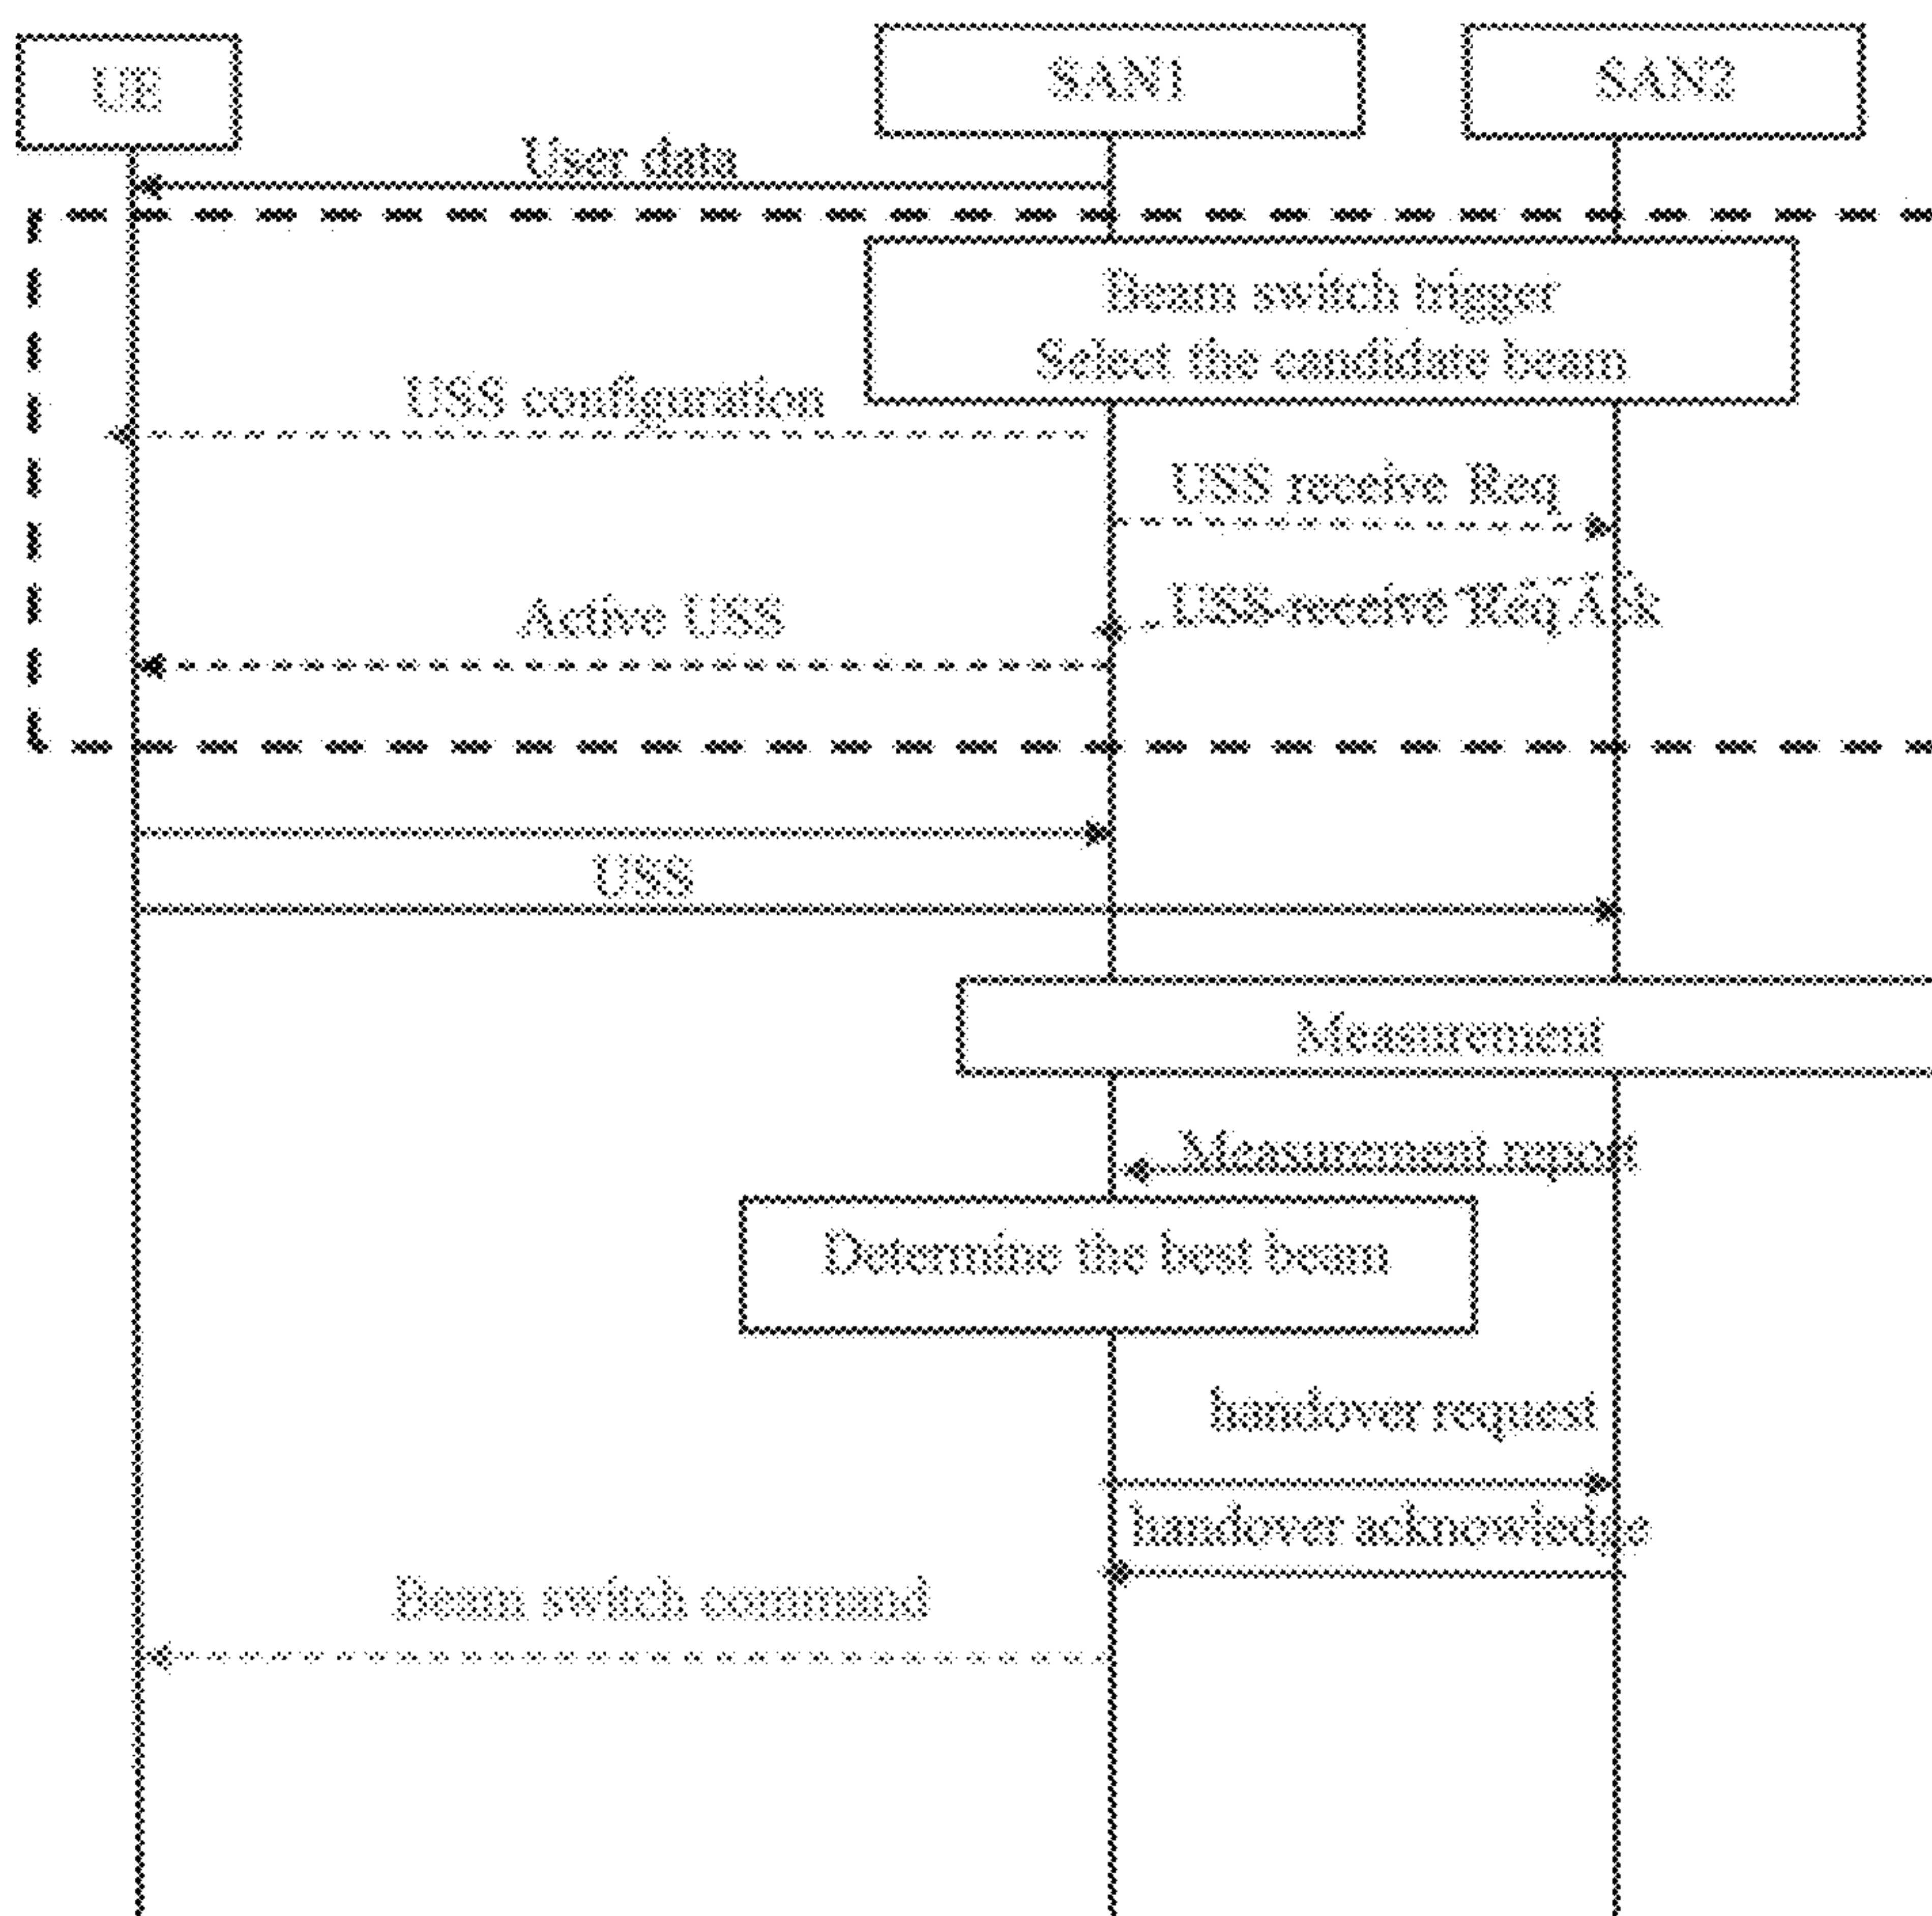 UE
SAN1
SAN2
User data
Beam switch trigger
Select the candidate beam
USS configuration
USS receive Req
USS receive Req Ack
Active USS
USS
Measurement
Measurement report
Determine the best beam
handover request
handover acknowledge
Beam switch command